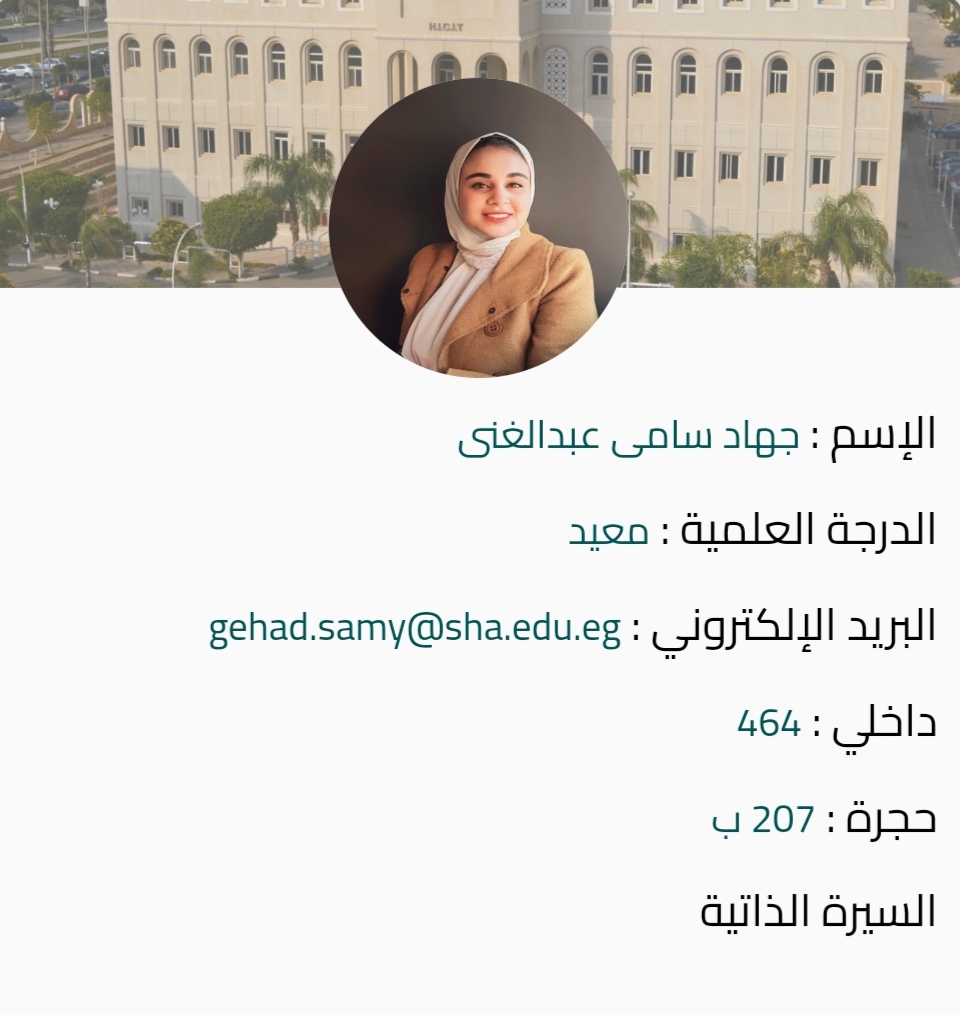 H.I.C.I.T
الإسم : جهاد سامى عبدالغنى
الدرجة العلمية : معيد
البريد الإلكتروني : gehad.samy@sha.edu.eg
داخلي : 464
حجرة : 207 ب
السيرة الذاتية